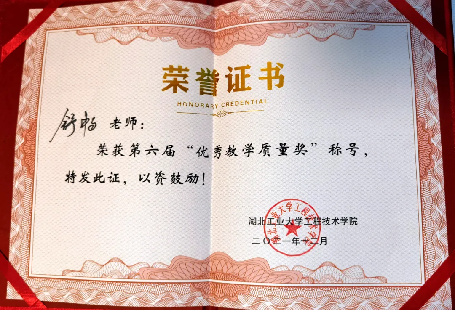 荣誉证书
HONORARY CREDENTIAL
舒畅 老师:
荣获第六届“优秀教学质量奖”称号,
特发此证,以资鼓励!
湖北工业大学工程技术学院
二〇二一年十二月